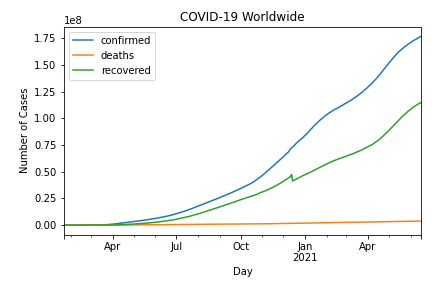 COVID-19 Worldwide
1e8
confirmed
deaths
recovered
1.75
1.50
1.25
1.00
0.75
0.50
0.25
0.00
Number of Cases
Apr Jul Oct Jan Apr
2021
Day